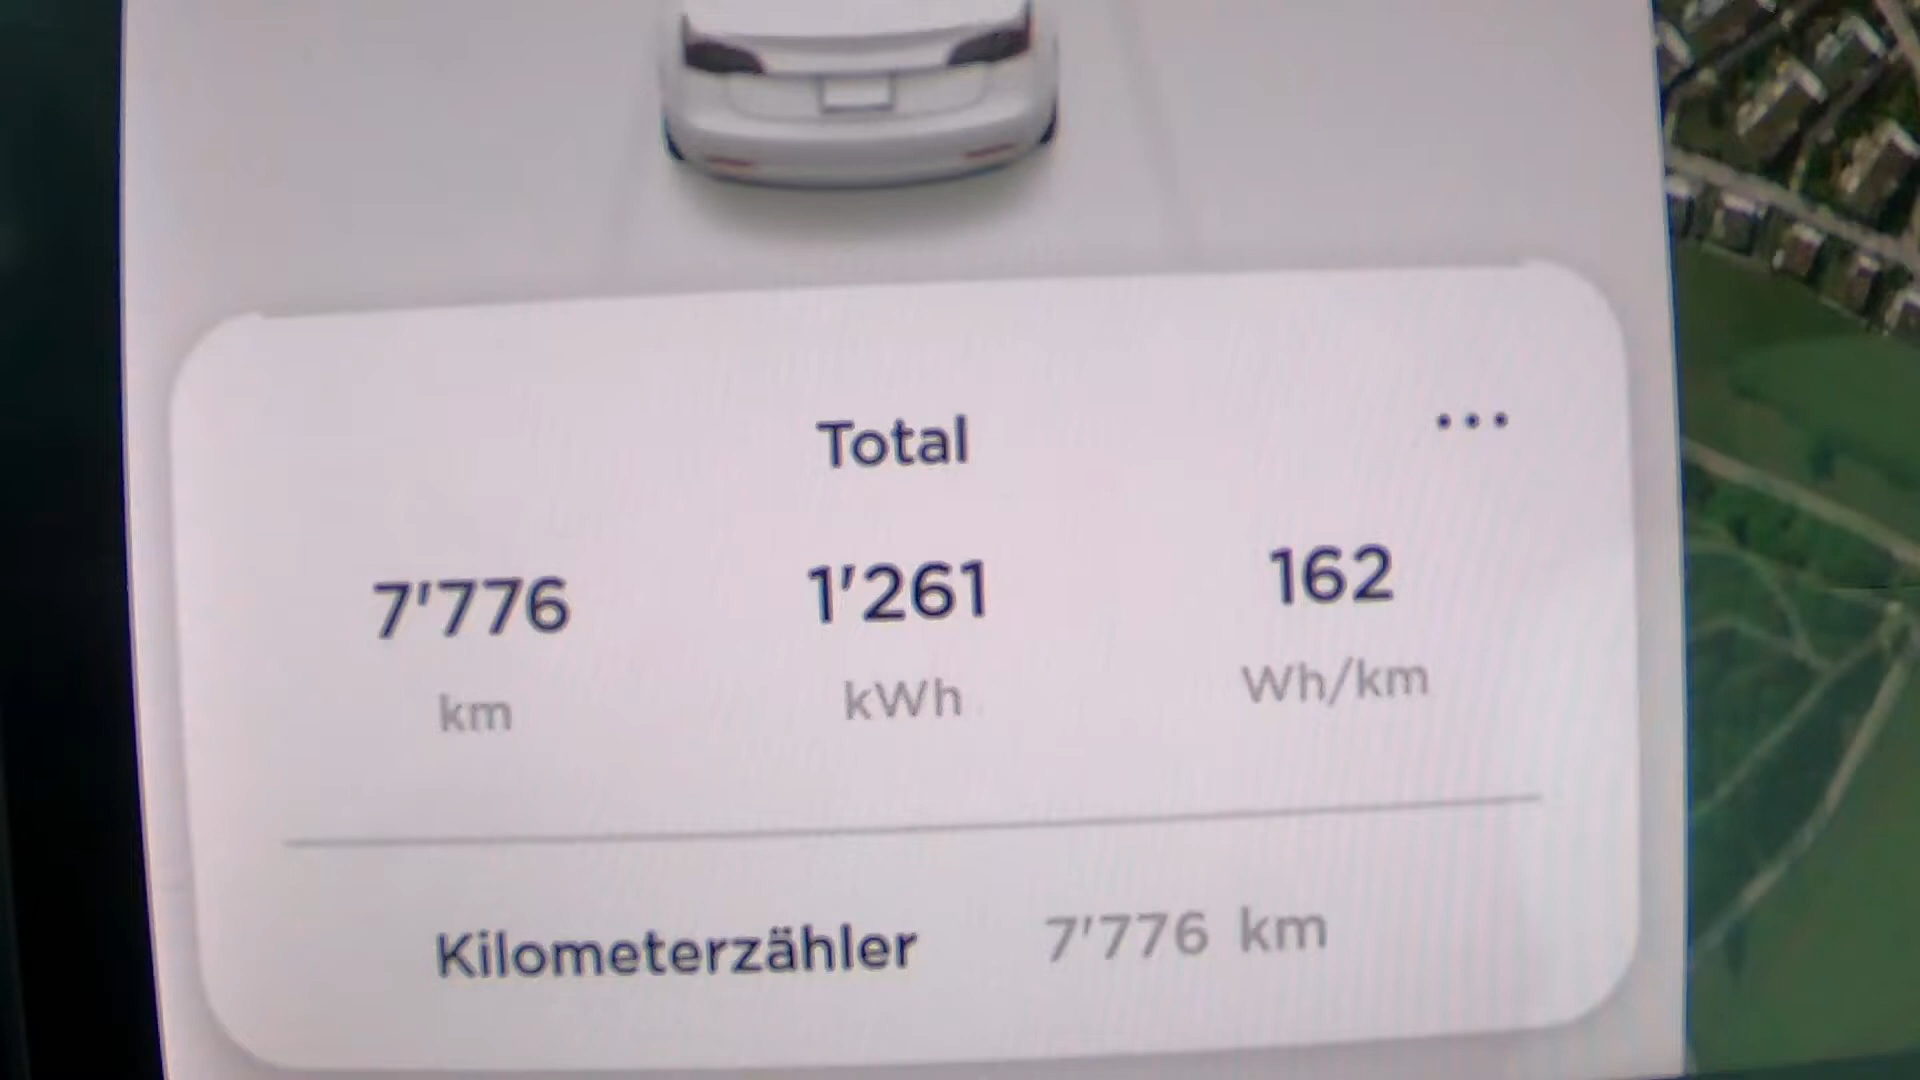 Total ...
7'776 1'261 162
km kWh Wh/km
Kilometerzähler 7'776 km